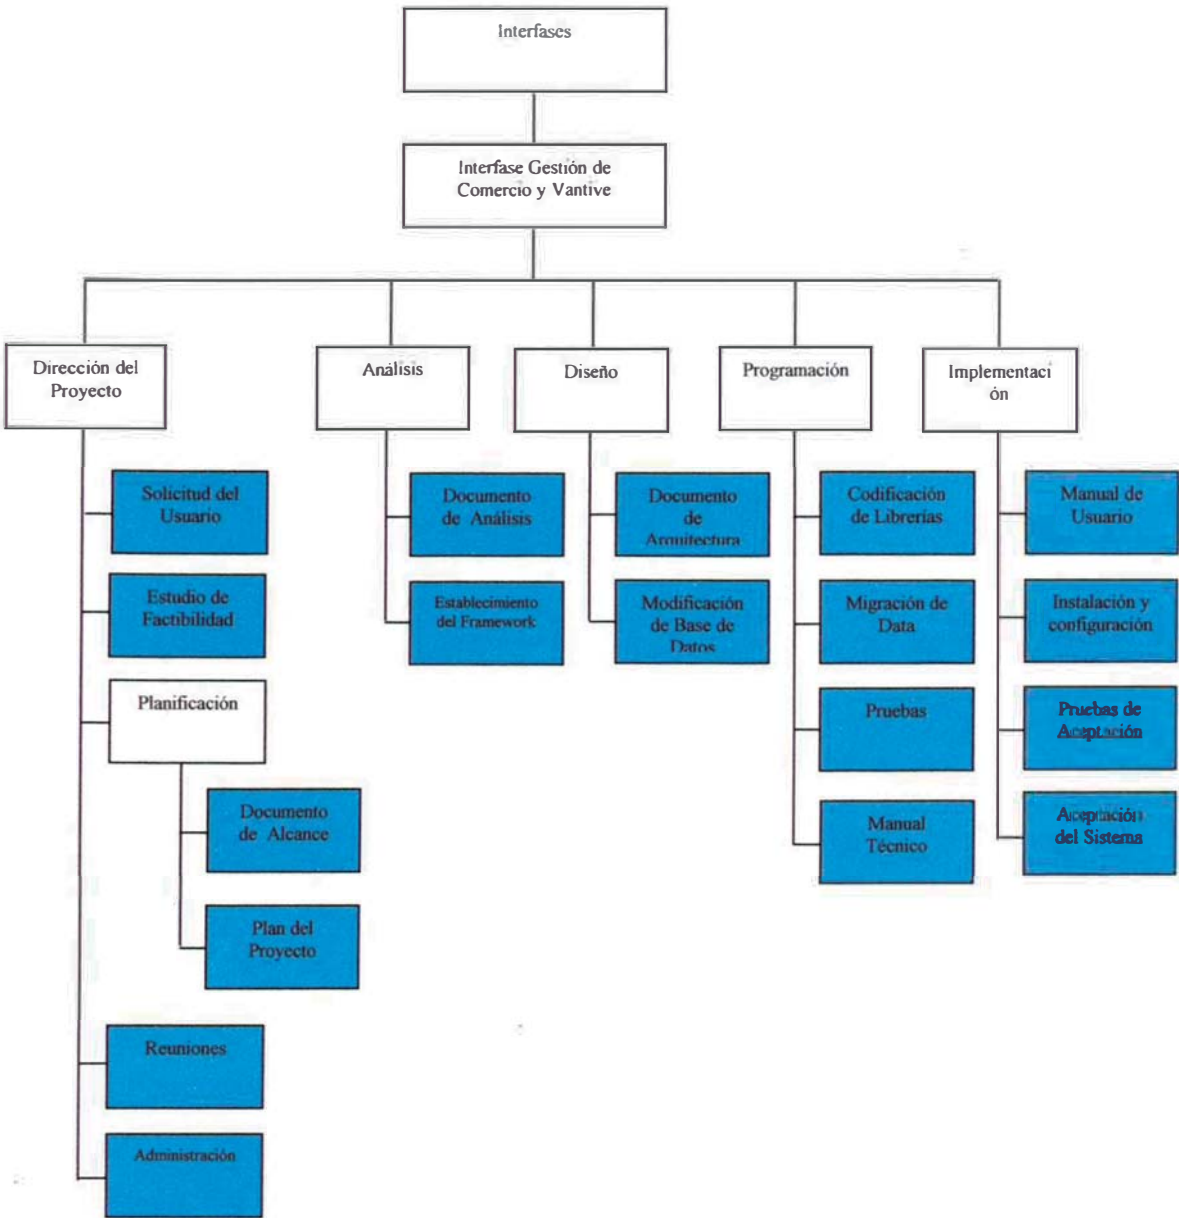 Interfases
Interfase Gestión de
Comercio y Vantive
Dirección del
Proyecto
Análisis
Diseño
Programación
Implementaci
ón
Solicitud del
Usuario
Estudio de
Factibilidad
Planificación
Documento
de Alcance
Plan del
Proyecto
Reuniones
Administración
Documento
de Análisis
Establecimiento
del Framework
Documento
de
Arquitectura
Modificación
de Base de
Datos
Codificación
de Librerías
Migración de
Data
Pruebas
Manual
Técnico
Manual de
Usuario
Instalación y
configuración
Pruebas de
Aceptación
Aceptación
del Sistema